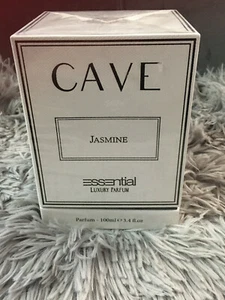 CAVE
JASMINE
essential
LUXURY PARFUM
Parfum - 100ml ℮ 3.4 fl.oz